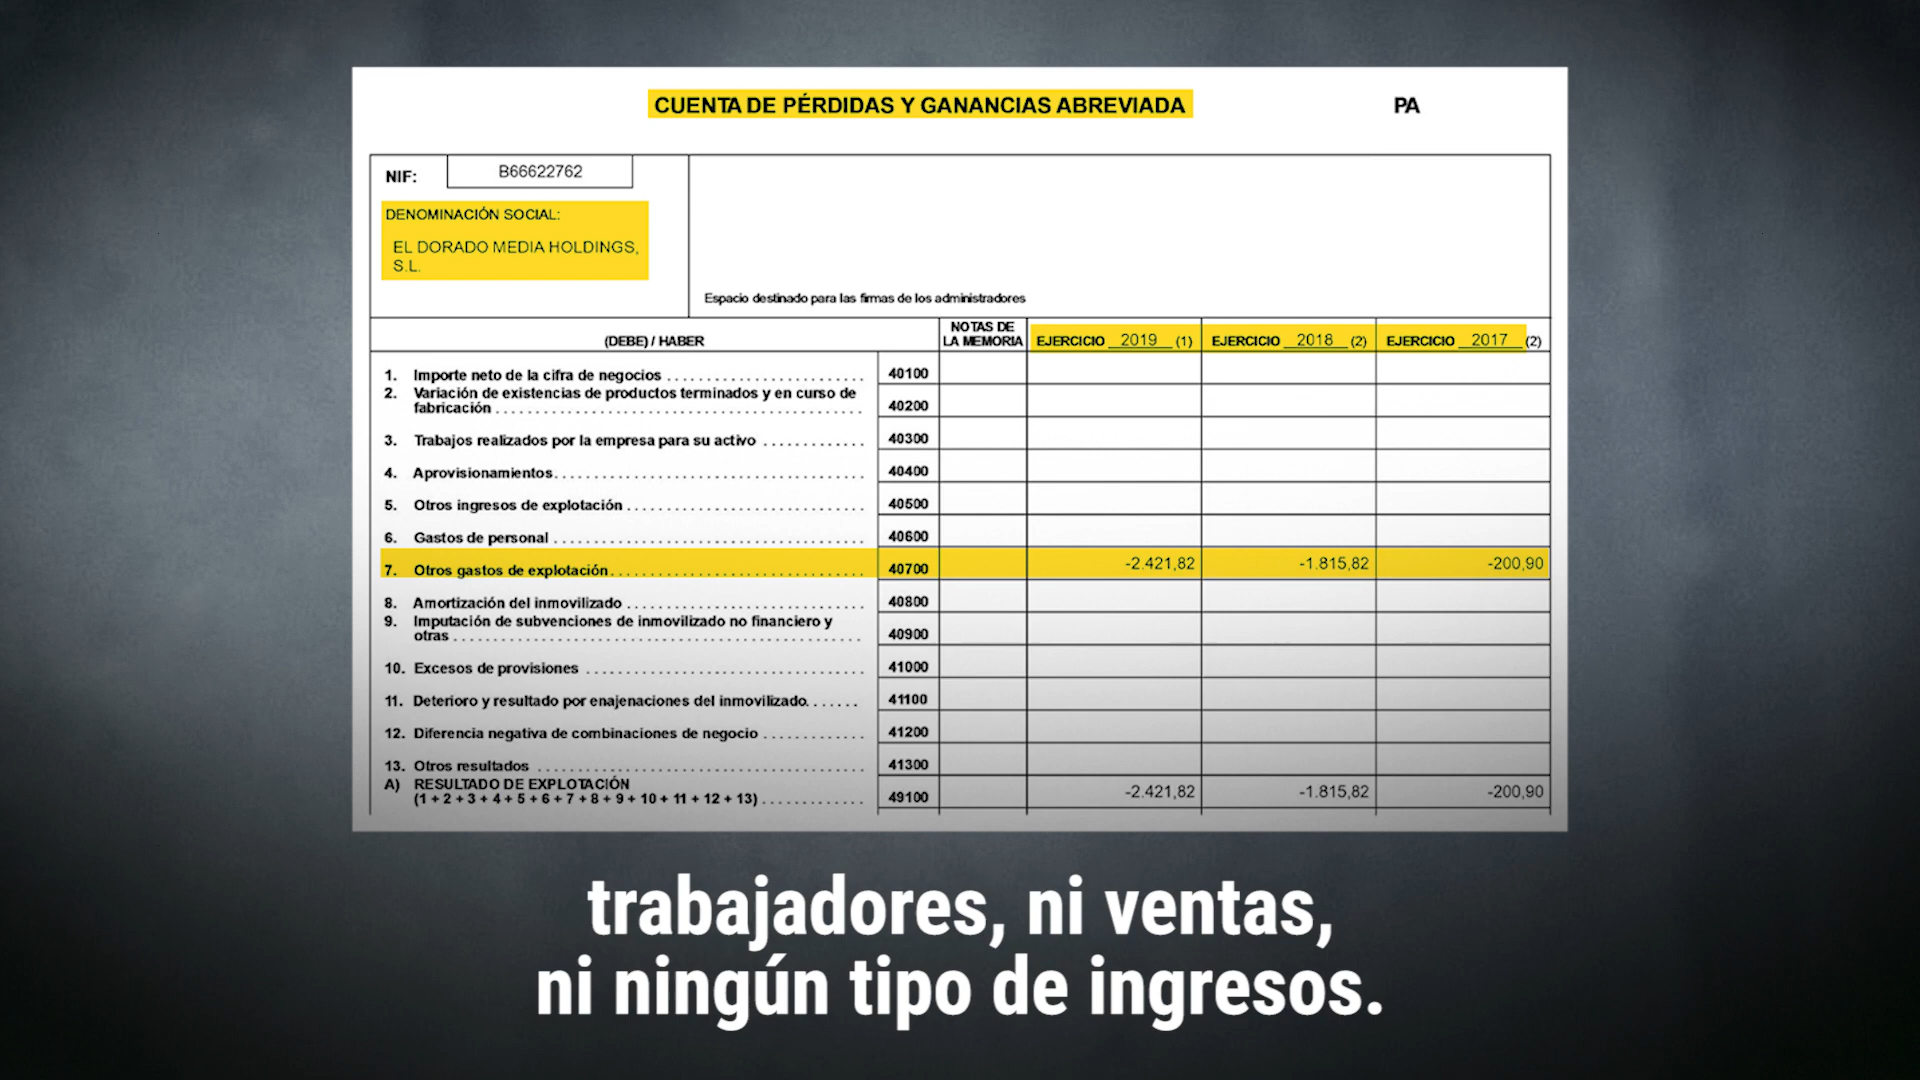 CUENTA DE PÉRDIDAS Y GANANCIAS ABREVIADA PA
NIF: B66622762
DENOMINACIÓN SOCIAL:
EL DORADO MEDIA HOLDINGS,
S.L.
Espacio destinado para las firmas de los administradores
(DEBE) / HABER NOTAS DE LA MEMORIA EJERCICIO 2019 (1) EJERCICIO 2018 (2) EJERCICIO 2017 (2)
1. Importe neto de la cifra de negocios 40100
2. Variación de existencias de productos terminados y en curso de
fabricación 40200
3. Trabajos realizados por la empresa para su activo 40300
4. Aprovisionamientos 40400
5. Otros ingresos de explotación 40500
6. Gastos de personal 40600
7. Otros gastos de explotación 40700 -2.421,82 -1.815,82 -200,90
8. Amortización del inmovilizado 40800
9. Imputación de subvenciones de inmovilizado no financiero y
otras 40900
10. Excesos de provisiones 41000
11. Deterioro y resultado por enajenaciones del inmovilizado 41100
12. Diferencia negativa de combinaciones de negocio 41200
13. Otros resultados 41300
A) RESULTADO DE EXPLOTACIÓN
(1 + 2 + 3 + 4 + 5 + 6 + 7 + 8 + 9 + 10 + 11 + 12 + 13) 49100 -2.421,82 -1.815,82 -200,90
trabajadores, ni ventas,
ni ningún tipo de ingresos.